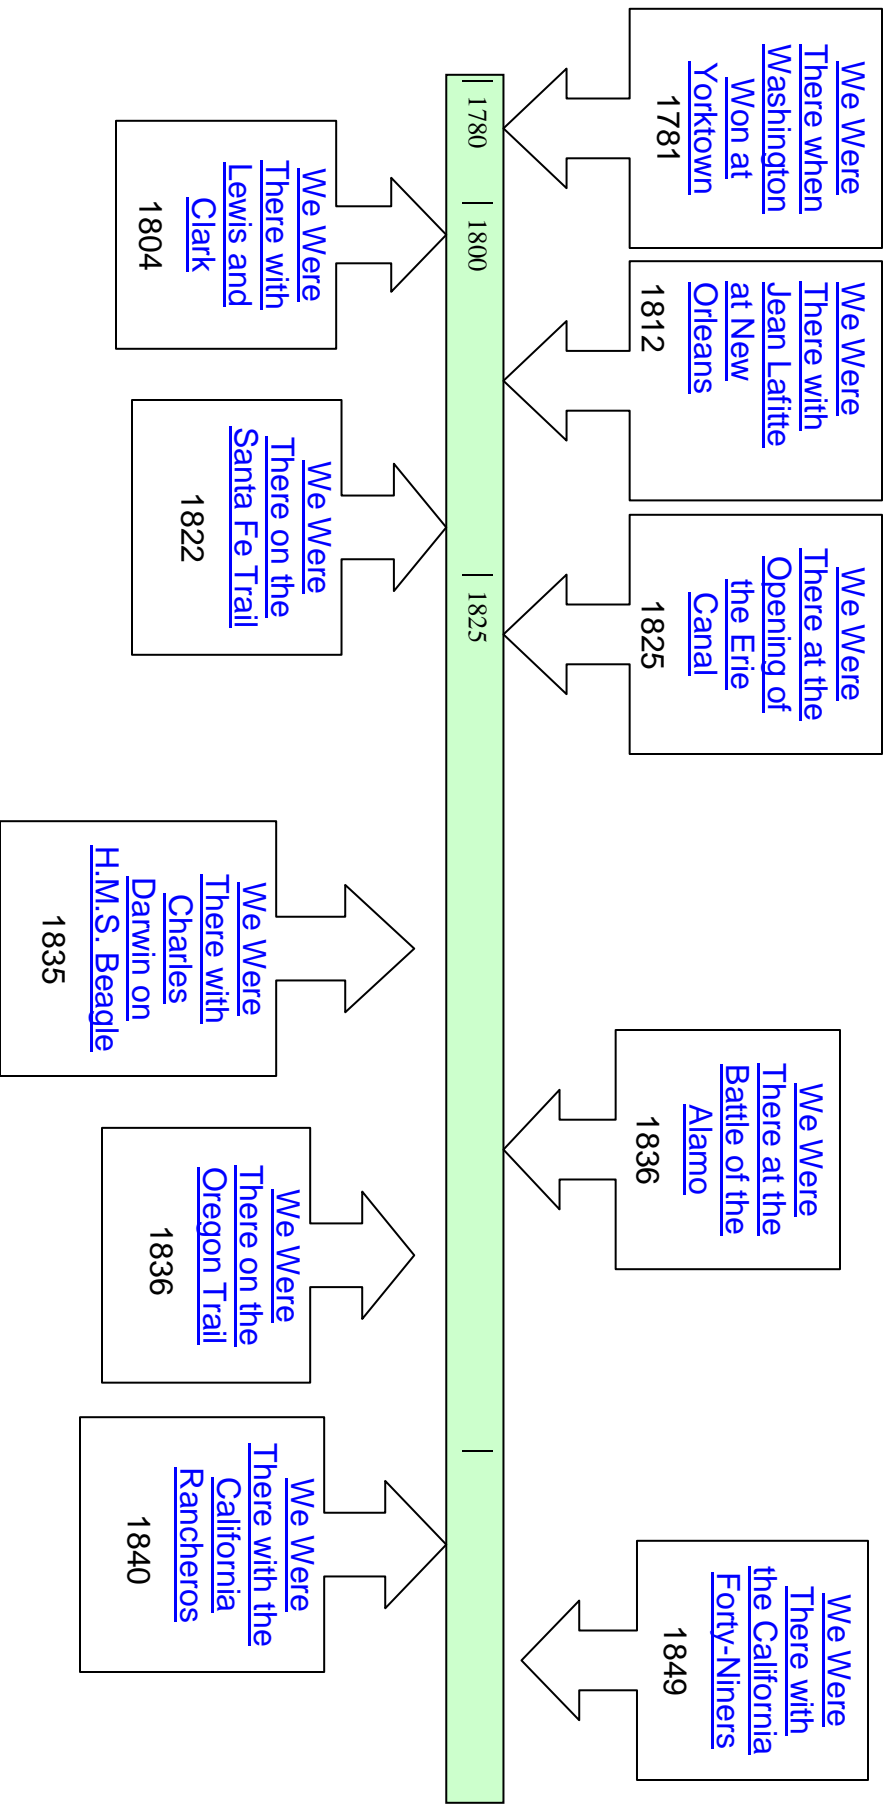 We Were
There when
Washington
Won at
Yorktown
1781
We Were
There with
Jean Lafitte
at New
Orleans
1812
We Were
There at the
Opening of
the Erie
Canal
1825
We Were
There at the
Battle of the
Alamo
1836
We Were
There with
the California
Forty-Niners
1849
1780
1800
1825
We Were
There with
Lewis and
Clark
1804
We Were
There on the
Santa Fe Trail
1822
We Were
There with
Charles
Darwin on
H.M.S. Beagle
1835
We Were
There on the
Oregon Trail
1836
We Were
There with the
California
Rancheros
1840